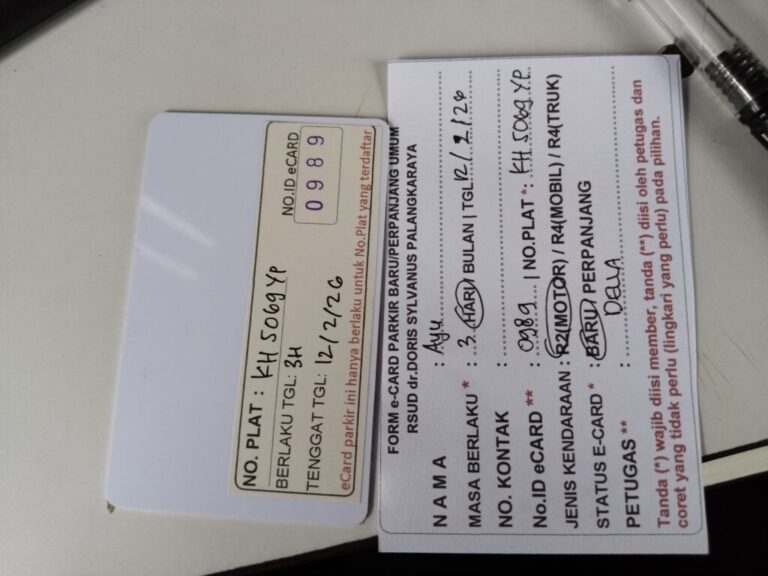 NO. PLAT : KH 5069 YP
BERLAKU TGL: 3H
TENGGAT TGL: 12/2/26
NO.ID eCARD
0989
eCard parkir ini hanya berlaku untuk No.Plat yang terdaftar
FORM e-CARD PARKIR BARU/PERPANJANG UMUM
RSUD dr.DORIS SYLVANUS PALANGKARAYA
N A M A : Ayu
MASA BERLAKU * : 3. HARI/ BULAN | TGL 12/2/26
NO. KONTAK :
No.ID eCARD ** : 0989 | NO.PLAT *: KH 5069 YP
JENIS KENDARAAN : R2(MOTOR) / R4(MOBIL) / R4(TRUK)
STATUS E-CARD * : BARU/ PERPANJANG
PETUGAS ** : DELLA
Tanda (*) wajib diisi member, tanda (**) diisi oleh petugas dan
coret yang tidak perlu (lingkari yang perlu) pada pilihan.